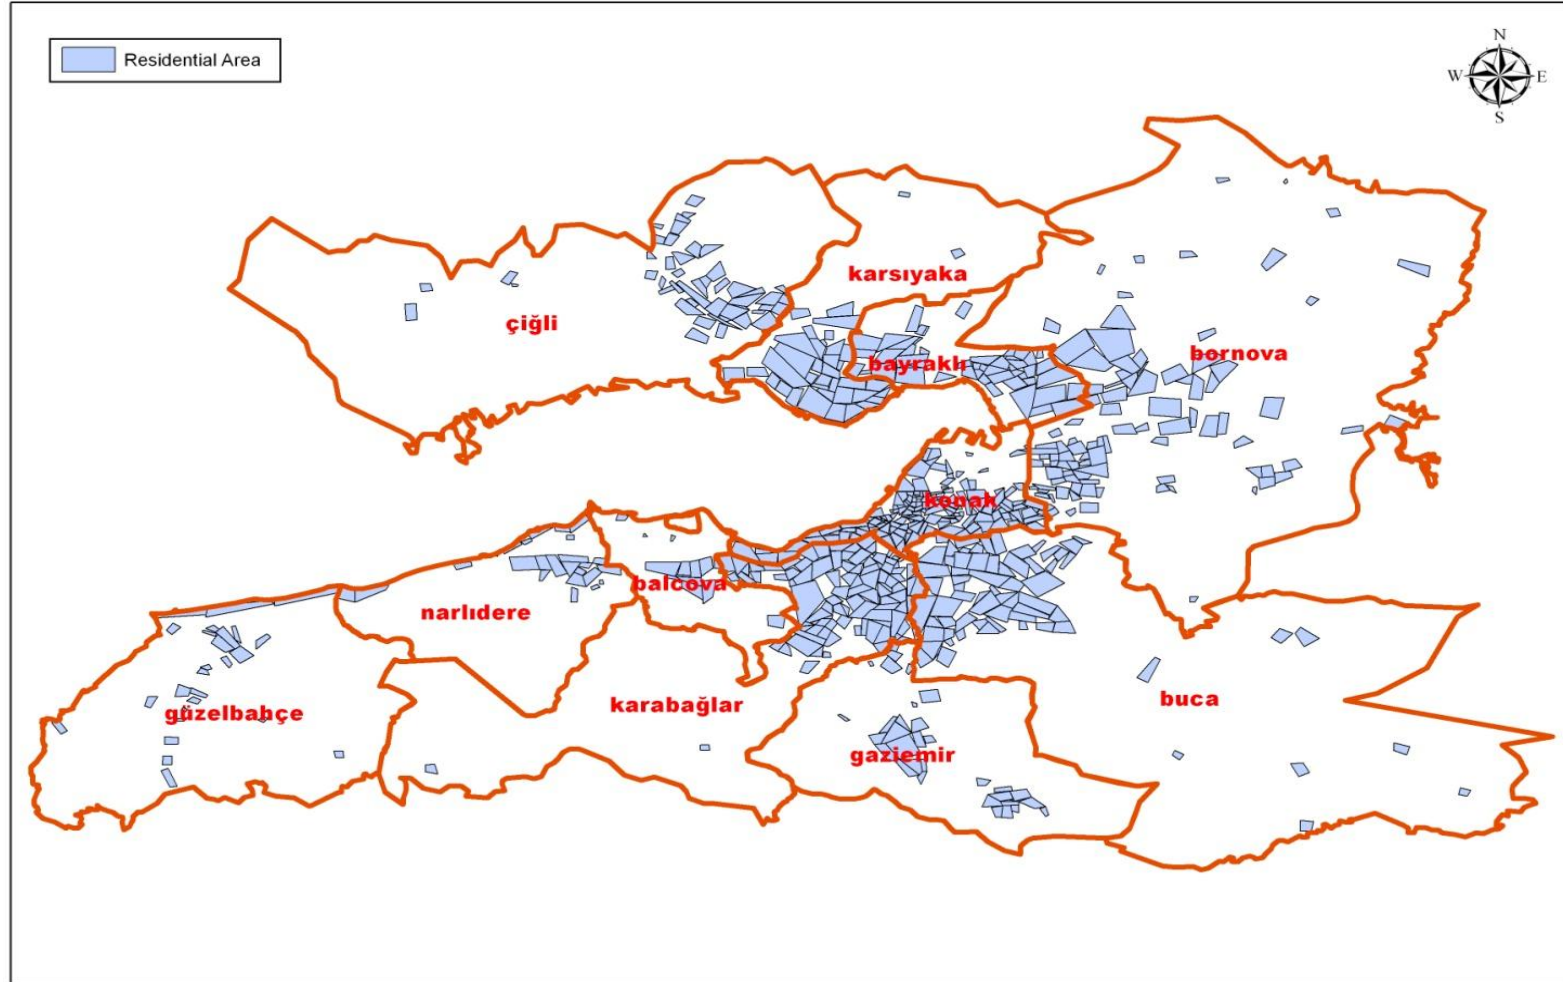 Residential Area
N
W E
S
karsıyaka
çiğli
bornova
bayraklı
konak
balcova
narlıdere
buca
karabağlar
güzelbahçe
gaziemir